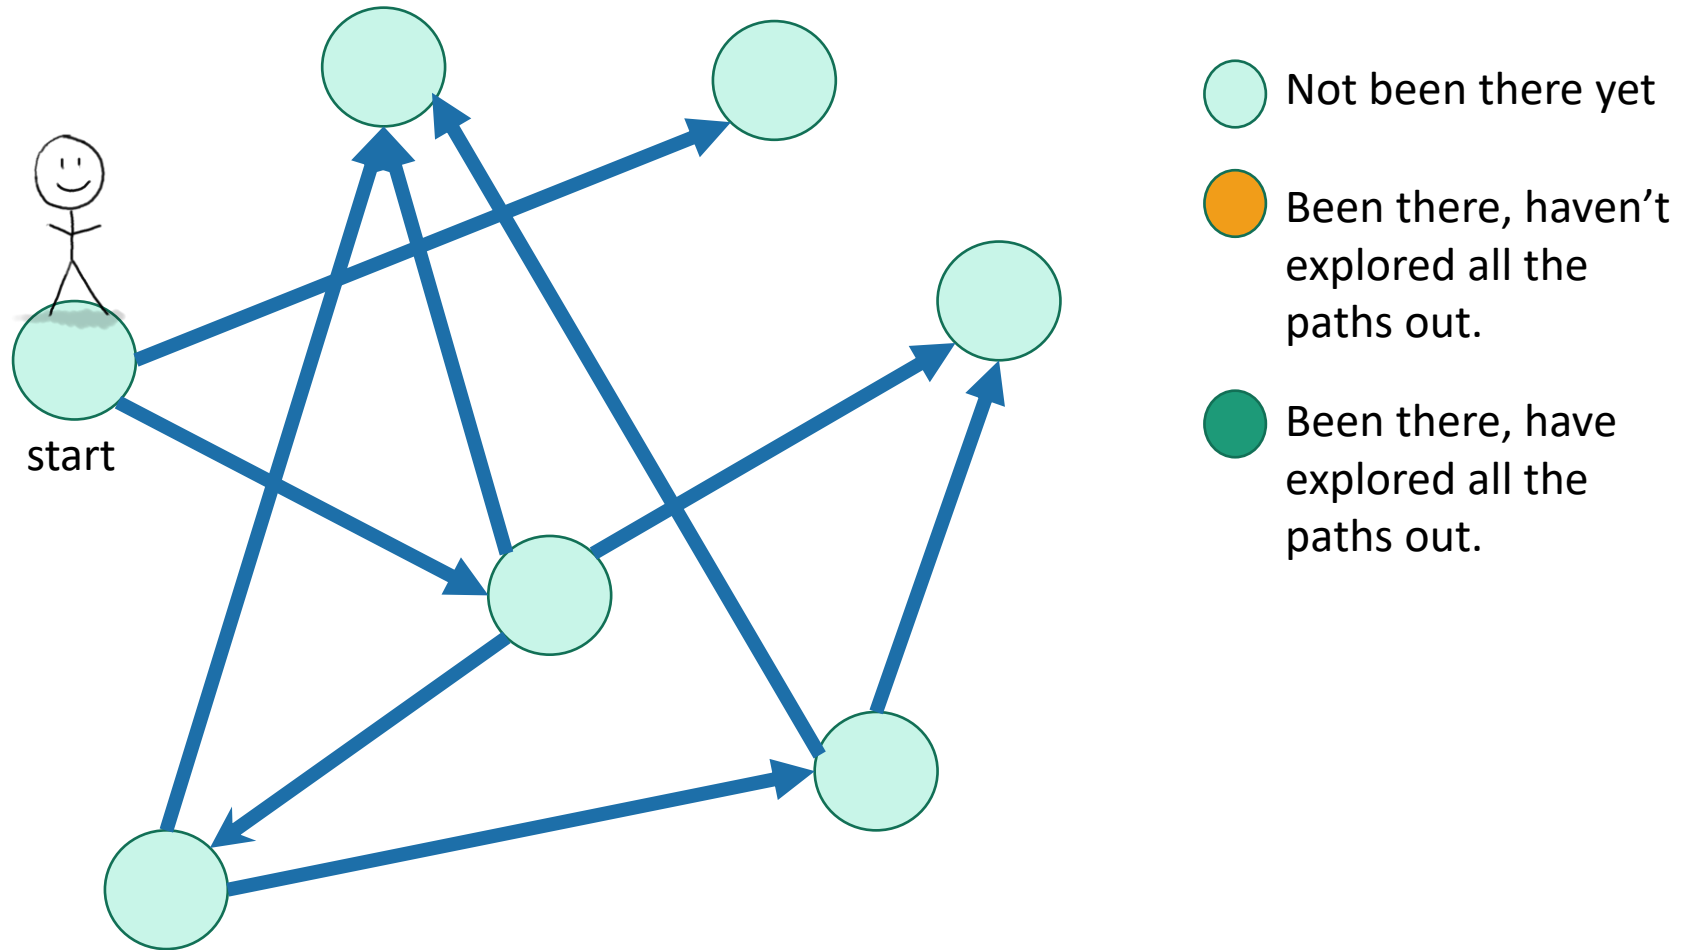 Not been there yet
Been there, haven’t
explored all the
paths out.
start
Been there, have
explored all the
paths out.